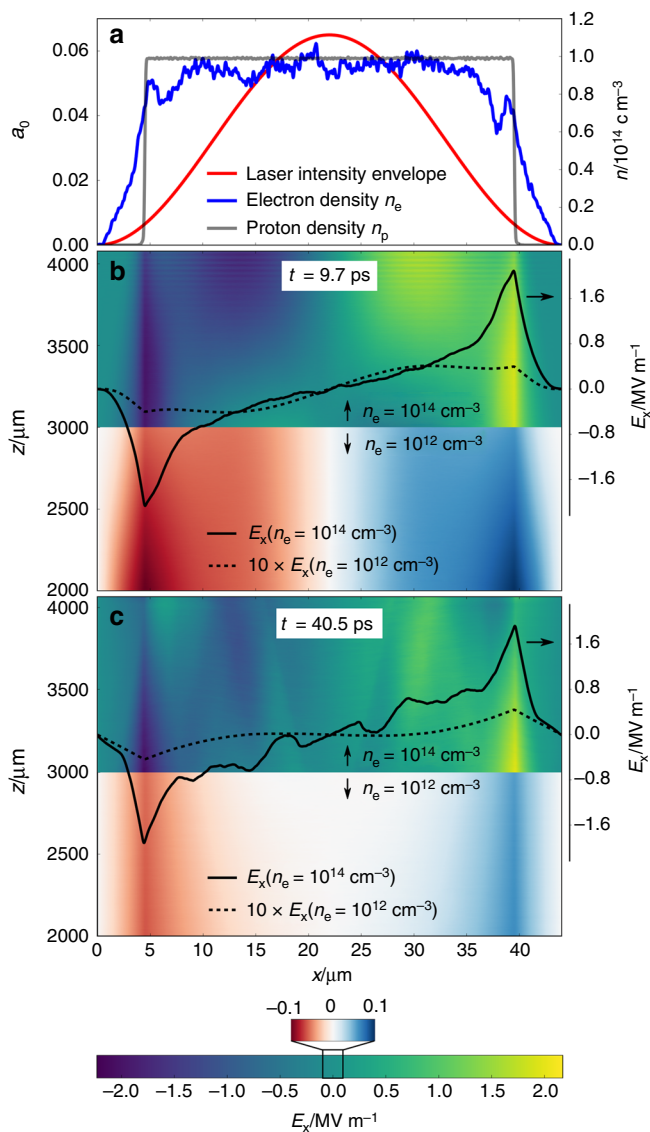 a
0.06
0.04
0.02
0.00
a₀
1.2
1.0
0.8
0.6
0.4
0.2
0.0
n/10¹⁴ cm⁻³
Laser intensity envelope
Electron density nₑ
Proton density nₚ
b
t = 9.7 ps
4000
3500
3000
2500
2000
z/μm
1.6
0.8
0.0
−0.8
−1.6
Eₓ/MV m⁻¹
nₑ = 10¹⁴ cm⁻³
nₑ = 10¹² cm⁻³
Eₓ(nₑ = 10¹⁴ cm⁻³)
10 × Eₓ(nₑ = 10¹² cm⁻³)
c
t = 40.5 ps
4000
3500
3000
2500
2000
z/μm
1.6
0.8
0.0
−0.8
−1.6
Eₓ/MV m⁻¹
nₑ = 10¹⁴ cm⁻³
nₑ = 10¹² cm⁻³
Eₓ(nₑ = 10¹⁴ cm⁻³)
10 × Eₓ(nₑ = 10¹² cm⁻³)
0 5 10 15 20 25 30 35 40
x/μm
−0.1 0 0.1
−2.0 −1.5 −1.0 −0.5 0.0 0.5 1.0 1.5 2.0
Eₓ/MV m⁻¹